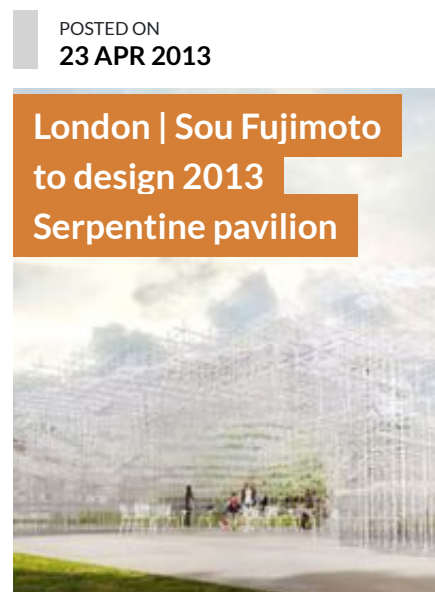 POSTED ON
23 APR 2013
London | Sou Fujimoto
to design 2013
Serpentine pavilion